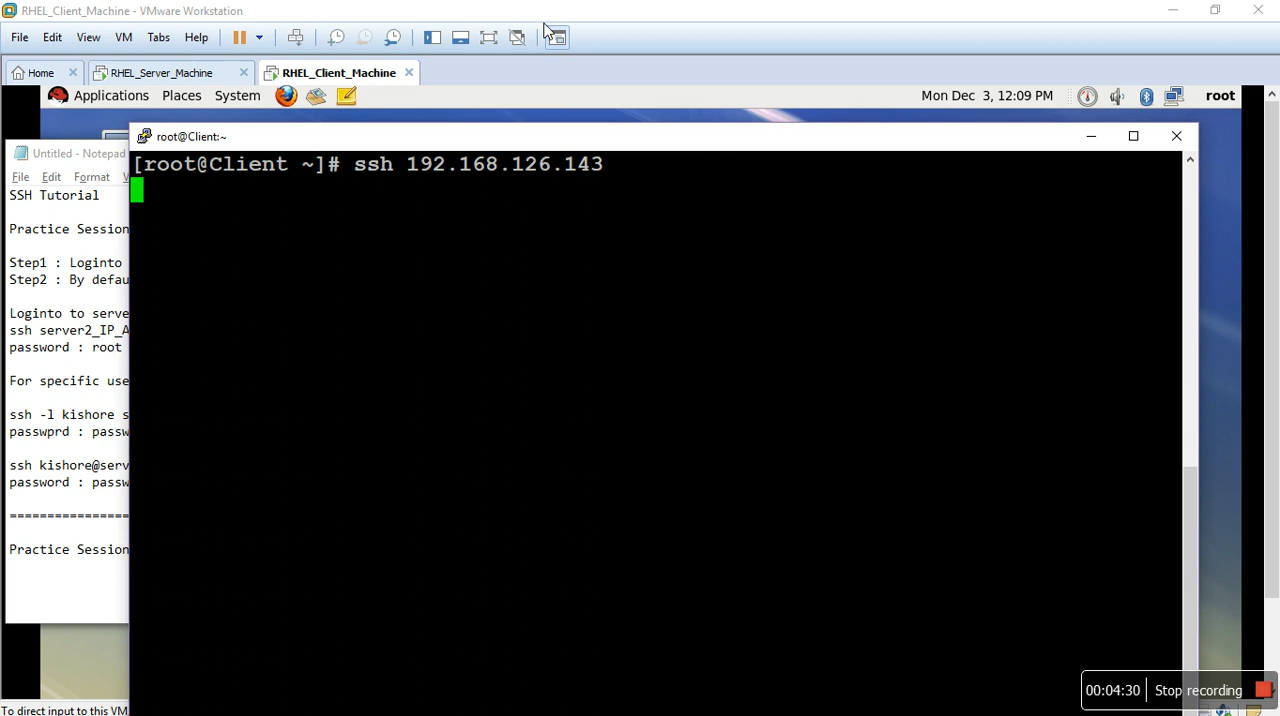 RHEL_Client_Machine - VMware Workstation
File Edit View VM Tabs Help
Home RHEL_Server_Machine RHEL_Client_Machine
Applications Places System Mon Dec 3, 12:09 PM root
root@Client:~
[root@Client ~]# ssh 192.168.126.143
Untitled - Notepad
File Edit Format
SSH Tutorial
Practice Session
Step1 : Loginto
Step2 : By defau
Loginto to serve
ssh server2_IP_A
password : root
For specific use
ssh -l kishore s
passwprd : passw
ssh kishore@serv
password : passw
=================
Practice Session
00:04:30 Stop recording
To direct input to this VM